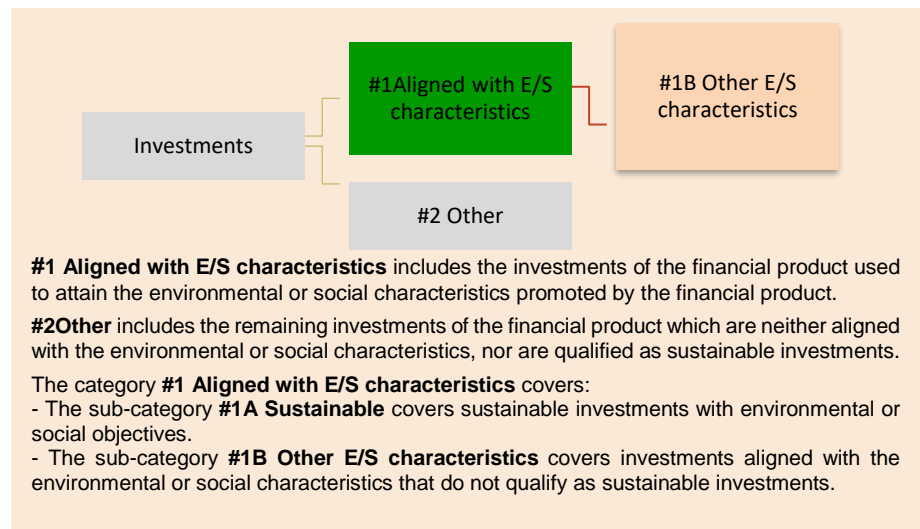 #1Aligned with E/S
characteristics
#1B Other E/S
characteristics
Investments
#2 Other
#1 Aligned with E/S characteristics includes the investments of the financial product used
to attain the environmental or social characteristics promoted by the financial product.
#2Other includes the remaining investments of the financial product which are neither aligned
with the environmental or social characteristics, nor are qualified as sustainable investments.
The category #1 Aligned with E/S characteristics covers:
- The sub-category #1A Sustainable covers sustainable investments with environmental or
social objectives.
- The sub-category #1B Other E/S characteristics covers investments aligned with the
environmental or social characteristics that do not qualify as sustainable investments.